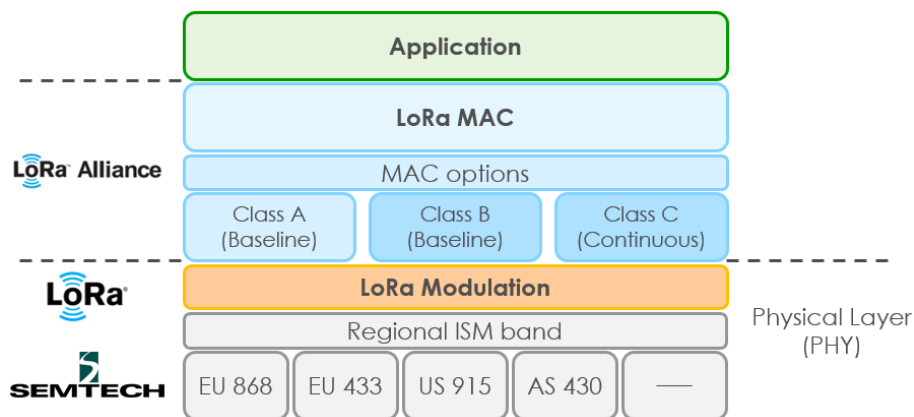 Application
LoRa MAC
LoRa™ Alliance
MAC options
Class A
(Baseline)
Class B
(Baseline)
Class C
(Continuous)
LoRa®
LoRa Modulation
Regional ISM band
Physical Layer
(PHY)
SEMTECH
EU 868
EU 433
US 915
AS 430